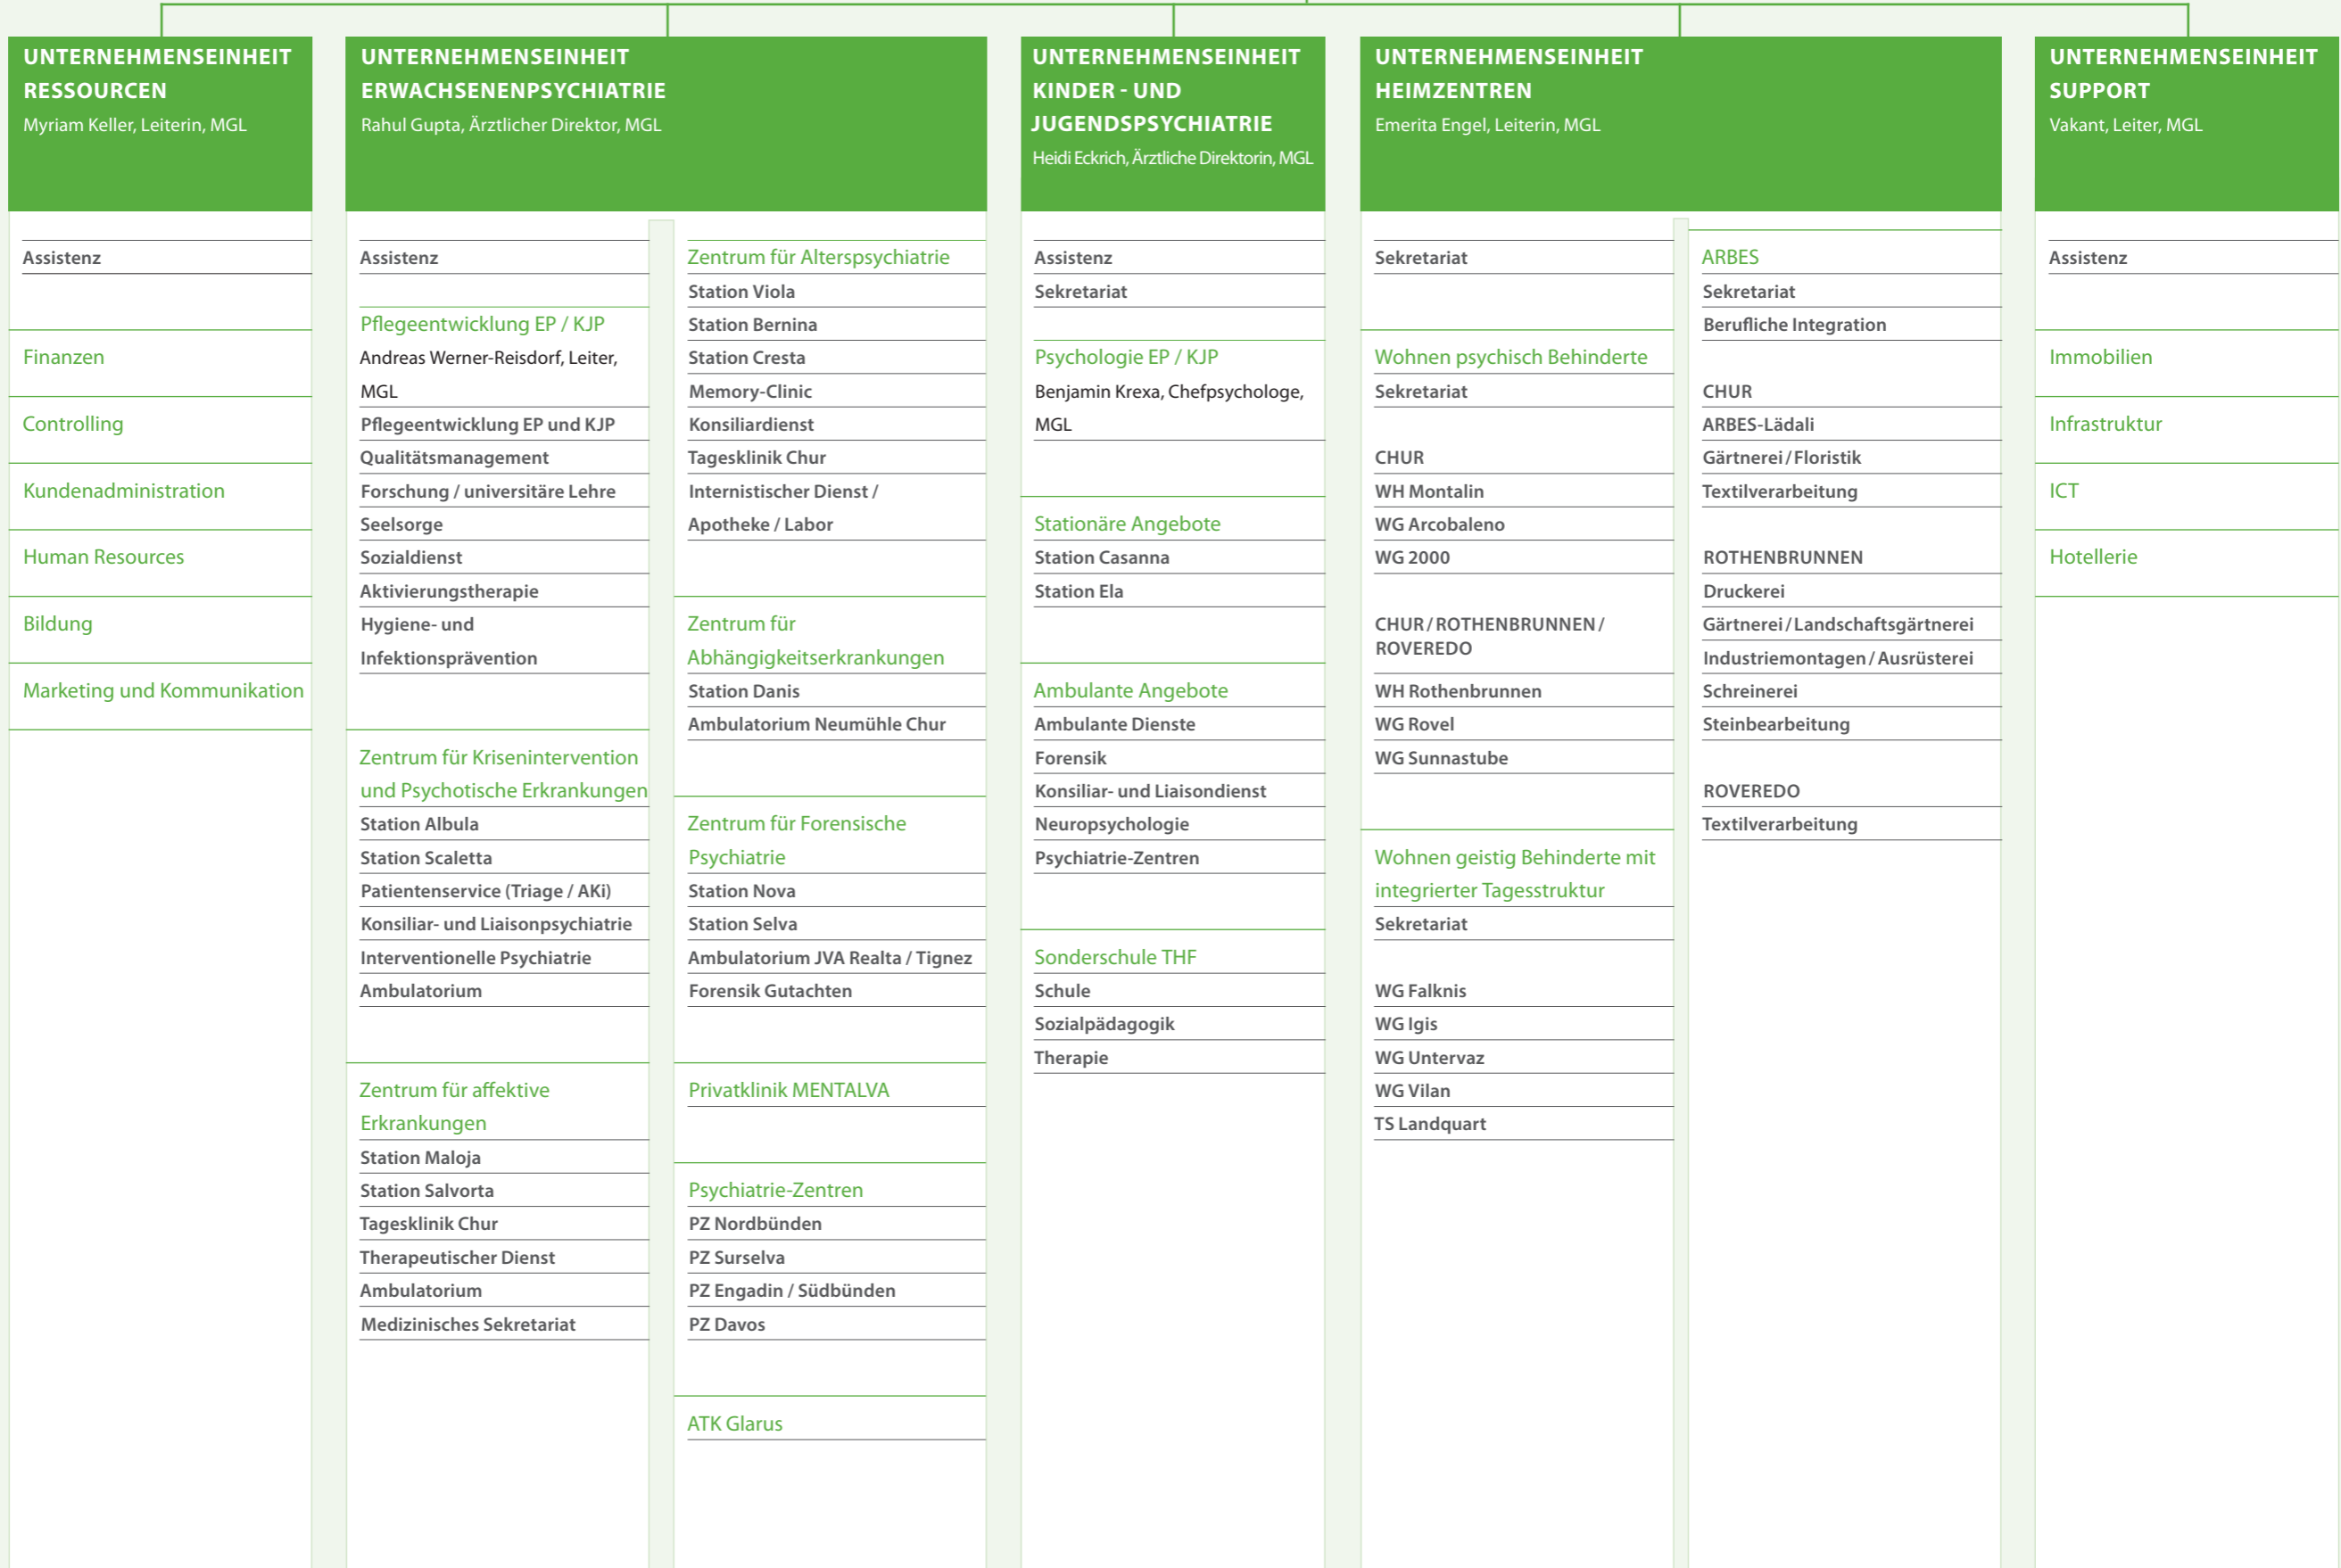 UNTERNEHMENSEINHEIT
RESSOURCEN
Myriam Keller, Leiterin, MGL
Assistenz
Finanzen
Controlling
Kundenadministration
Human Resources
Bildung
Marketing und Kommunikation
UNTERNEHMENSEINHEIT
ERWACHSENENPSYCHIATRIE
Rahul Gupta, Ärztlicher Direktor, MGL
Assistenz
Pflegeentwicklung EP / KJP
Andreas Werner-Reisdorf, Leiter,
MGL
Pflegeentwicklung EP und KJP
Qualitätsmanagement
Forschung / universitäre Lehre
Seelsorge
Sozialdienst
Aktivierungstherapie
Hygiene- und
Infektionsprävention
Zentrum für Krisenintervention
und Psychotische Erkrankungen
Station Albula
Station Scaletta
Patientenservice (Triage / AKi)
Konsiliar- und Liaisonpsychiatrie
Interventionelle Psychiatrie
Ambulatorium
Zentrum für affektive
Erkrankungen
Station Maloja
Station Salvorta
Tagesklinik Chur
Therapeutischer Dienst
Ambulatorium
Medizinisches Sekretariat
Zentrum für Alterspsychiatrie
Station Viola
Station Bernina
Station Cresta
Memory-Clinic
Konsiliardienst
Tagesklinik Chur
Internistischer Dienst /
Apotheke / Labor
Zentrum für
Abhängigkeitserkrankungen
Station Danis
Ambulatorium Neumühle Chur
Zentrum für Forensische
Psychiatrie
Station Nova
Station Selva
Ambulatorium JVA Realta / Tignez
Forensik Gutachten
Privatklinik MENTALVA
Psychiatrie-Zentren
PZ Nordbünden
PZ Surselva
PZ Engadin / Südbünden
PZ Davos
ATK Glarus
UNTERNEHMENSEINHEIT
KINDER - UND
JUGENDSPSYCHIATRIE
Heidi Eckrich, Ärztliche Direktorin, MGL
Assistenz
Sekretariat
Psychologie EP / KJP
Benjamin Krexa, Chefpsychologe,
MGL
Stationäre Angebote
Station Casanna
Station Ela
Ambulante Angebote
Ambulante Dienste
Forensik
Konsiliar- und Liaisondienst
Neuropsychologie
Psychiatrie-Zentren
Sonderschule THF
Schule
Sozialpädagogik
Therapie
UNTERNEHMENSEINHEIT
HEIMZENTREN
Emerita Engel, Leiterin, MGL
Sekretariat
Wohnen psychisch Behinderte
Sekretariat
CHUR
WH Montalin
WG Arcobaleno
WG 2000
CHUR / ROTHENBRUNNEN /
ROVEREDO
WH Rothenbrunnen
WG Rovel
WG Sunnastube
Wohnen geistig Behinderte mit
integrierter Tagesstruktur
Sekretariat
WG Falknis
WG Igis
WG Untervaz
WG Vilan
TS Landquart
ARBES
Sekretariat
Berufliche Integration
CHUR
ARBES-Lädali
Gärtnerei / Floristik
Textilverarbeitung
ROTHENBRUNNEN
Druckerei
Gärtnerei / Landschaftsgärtnerei
Industriemontagen / Ausrüsterei
Schreinerei
Steinbearbeitung
ROVEREDO
Textilverarbeitung
UNTERNEHMENSEINHEIT
SUPPORT
Vakant, Leiter, MGL
Assistenz
Immobilien
Infrastruktur
ICT
Hotellerie